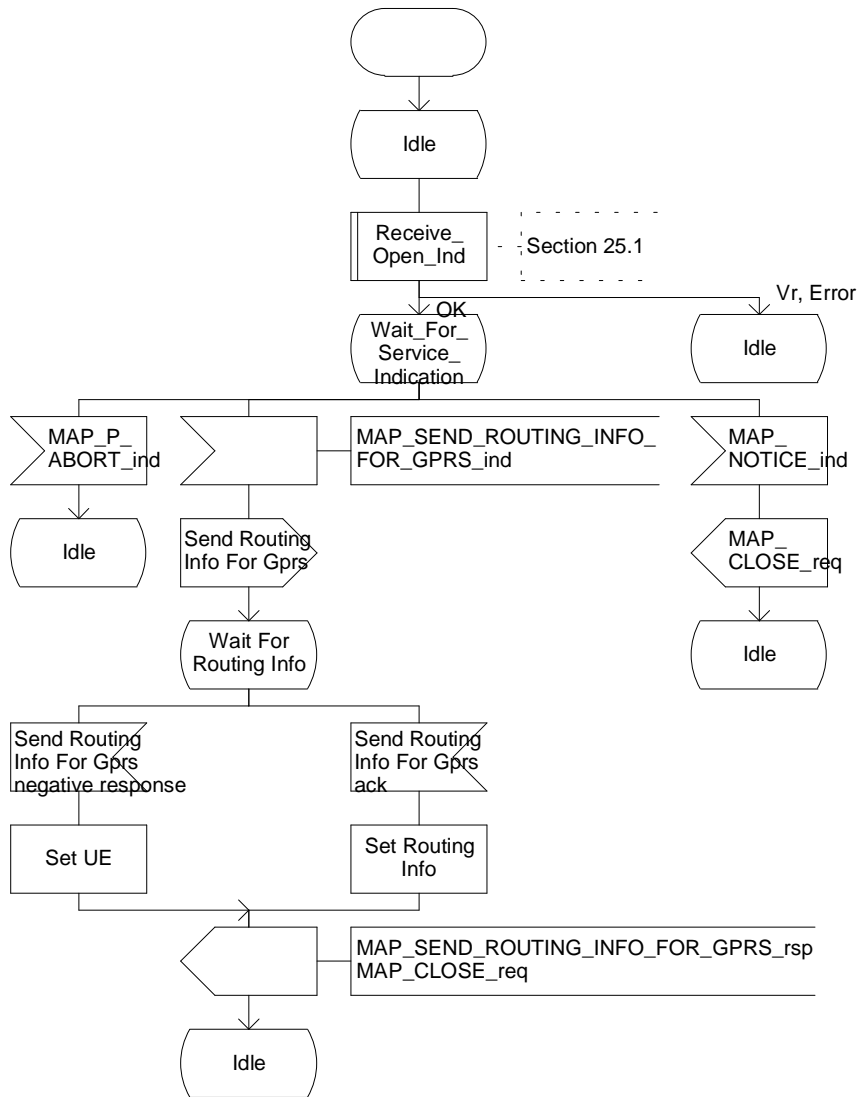 Idle
Receive_
Open_Ind
Section 25.1
Vr, Error
OK
Wait_For_
Service_
Indication
Idle
MAP_P_
ABORT_ind
MAP_SEND_ROUTING_INFO_
FOR_GPRS_ind
MAP_
NOTICE_ind
Idle
Send Routing
Info For Gprs
MAP_
CLOSE_req
Wait For
Routing Info
Idle
Send Routing
Info For Gprs
negative response
Send Routing
Info For Gprs
ack
Set UE
Set Routing
Info
MAP_SEND_ROUTING_INFO_FOR_GPRS_rsp
MAP_CLOSE_req
Idle